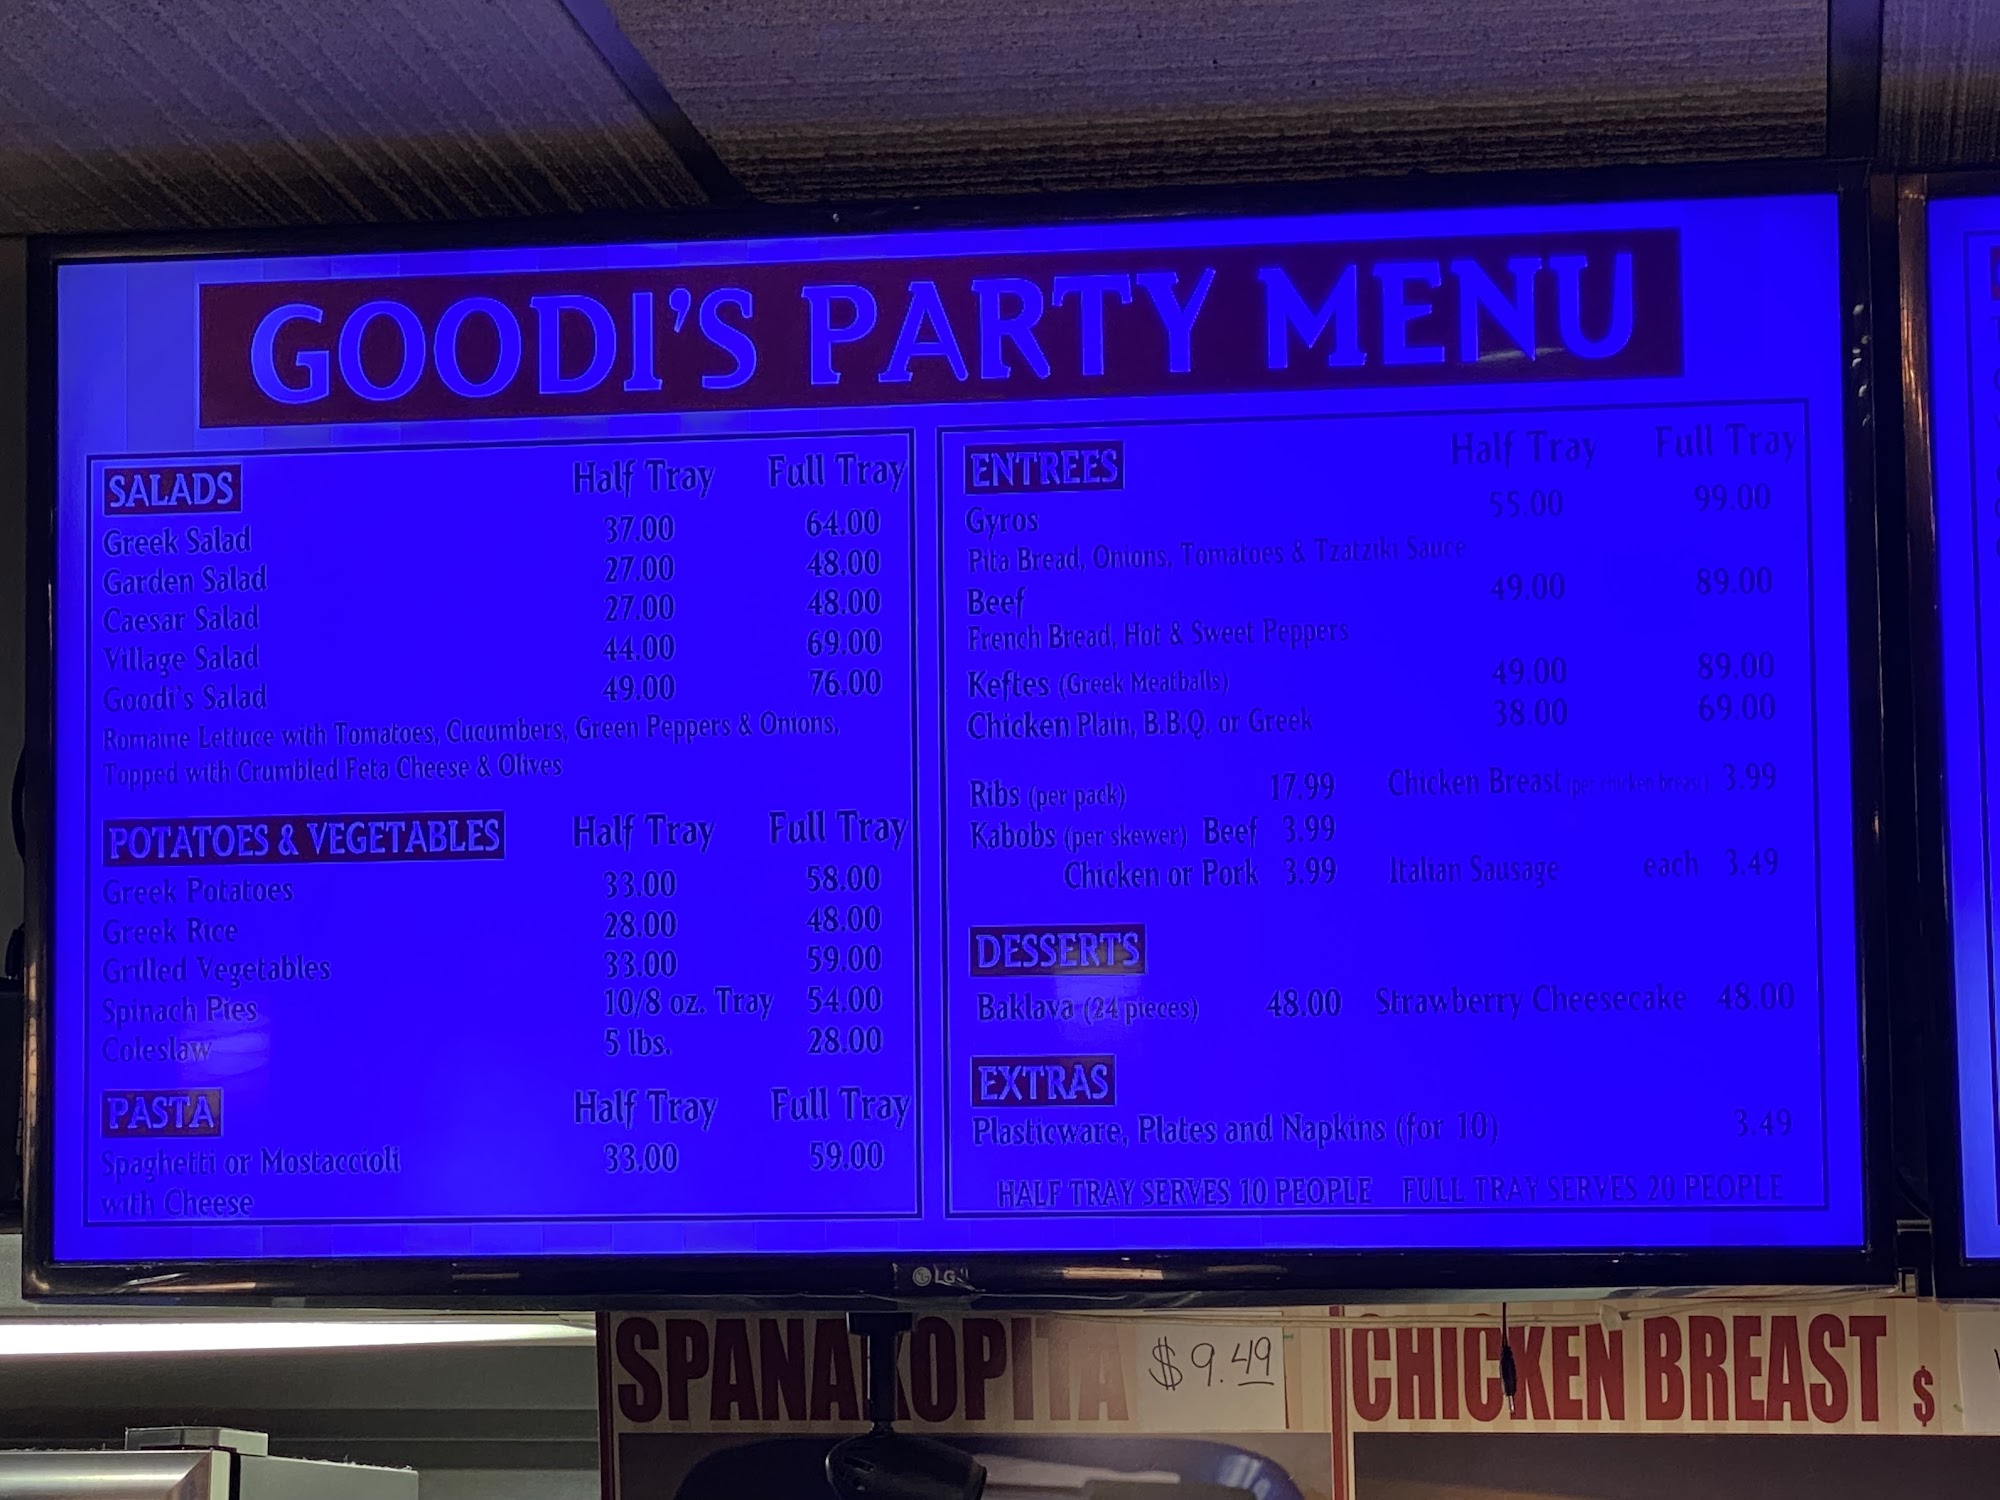 GOODI'S PARTY MENU
SALADS Half Tray Full Tray
Greek Salad 37.00 64.00
Garden Salad 27.00 48.00
Caesar Salad 27.00 48.00
Village Salad 44.00 69.00
Goodi's Salad 49.00 76.00
Romaine Lettuce with Tomatoes, Cucumbers, Green Peppers & Onions,
Topped with Crumbled Feta Cheese & Olives
POTATOES & VEGETABLES Half Tray Full Tray
Greek Potatoes 33.00 58.00
Greek Rice 28.00 48.00
Grilled Vegetables 33.00 59.00
Spinach Pies 10/8 oz. Tray 54.00
Coleslaw 5 lbs. 28.00
PASTA Half Tray Full Tray
Spaghetti or Mostaccioli 33.00 59.00
with Cheese
ENTREES Half Tray Full Tray
Gyros 55.00 99.00
Pita Bread, Onions, Tomatoes & Tzatziki Sauce
Beef 49.00 89.00
French Bread, Hot & Sweet Peppers
Keftes (Greek Meatballs) 49.00 89.00
Chicken Plain, B.B.Q. or Greek 38.00 69.00
Ribs (per pack) 17.99 Chicken Breast (per chicken breast) 3.99
Kabobs (per skewer) Beef 3.99
Chicken or Pork 3.99 Italian Sausage each 3.49
DESSERTS
Baklava (24 pieces) 48.00 Strawberry Cheesecake 48.00
EXTRAS
Plasticware, Plates and Napkins (for 10) 3.49
HALF TRAY SERVES 10 PEOPLE FULL TRAY SERVES 20 PEOPLE
LG
SPANAKOPITA $9.49 CHICKEN BREAST $